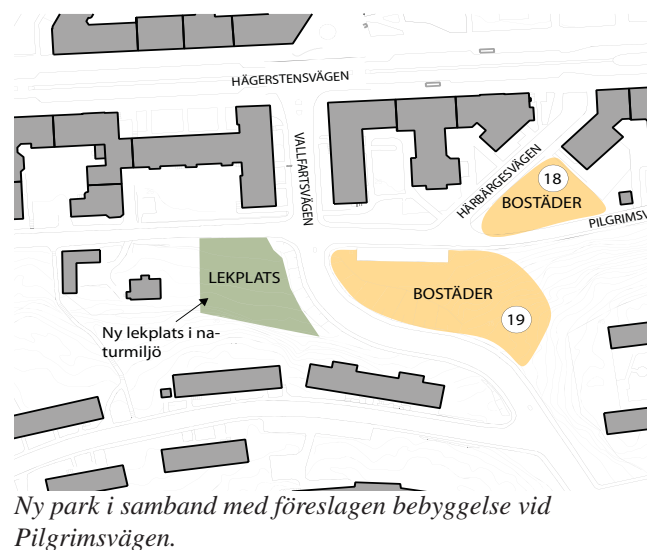 HÄGERSTENSVÄGEN
VALLFARTSVÄGEN
HÄRBÄRGESVÄGEN
18
BOSTÄDER
PILGRIMSV
LEKPLATS
BOSTÄDER
19
Ny lekplats i na-
turmiljö
Ny park i samband med föreslagen bebyggelse vid
Pilgrimsvägen.